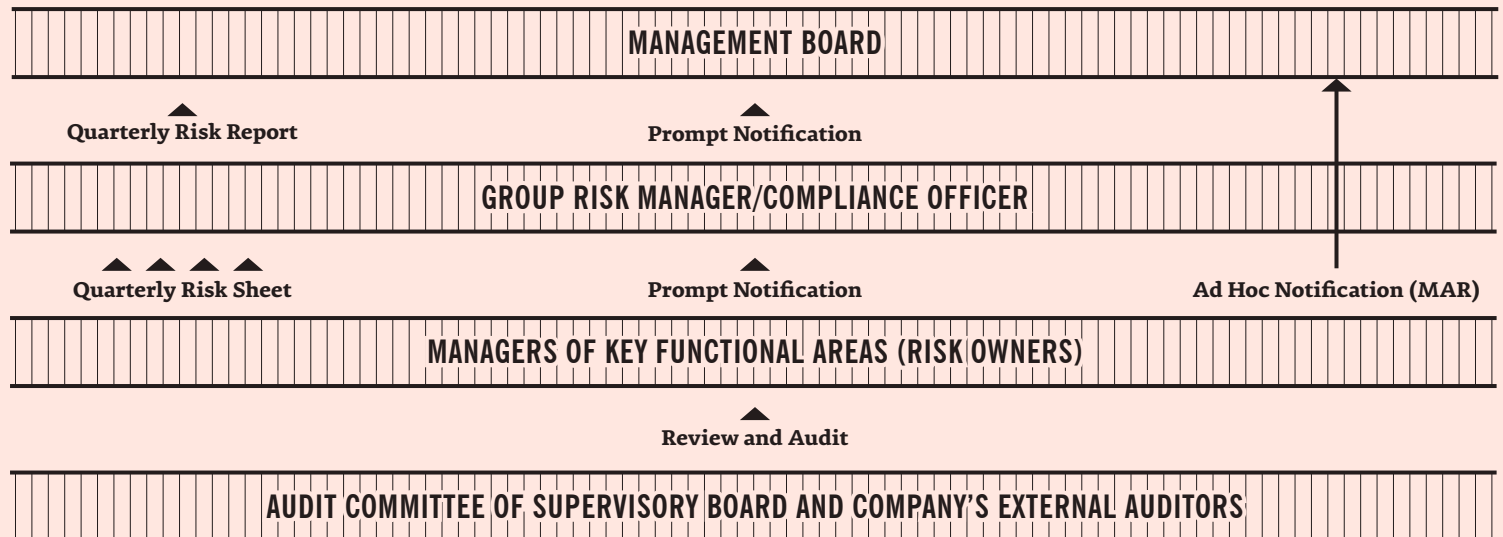 MANAGEMENT BOARD
Quarterly Risk Report
Prompt Notification
GROUP RISK MANAGER/COMPLIANCE OFFICER
Quarterly Risk Sheet
Prompt Notification
Ad Hoc Notification (MAR)
MANAGERS OF KEY FUNCTIONAL AREAS (RISK OWNERS)
Review and Audit
AUDIT COMMITTEE OF SUPERVISORY BOARD AND COMPANY’S EXTERNAL AUDITORS